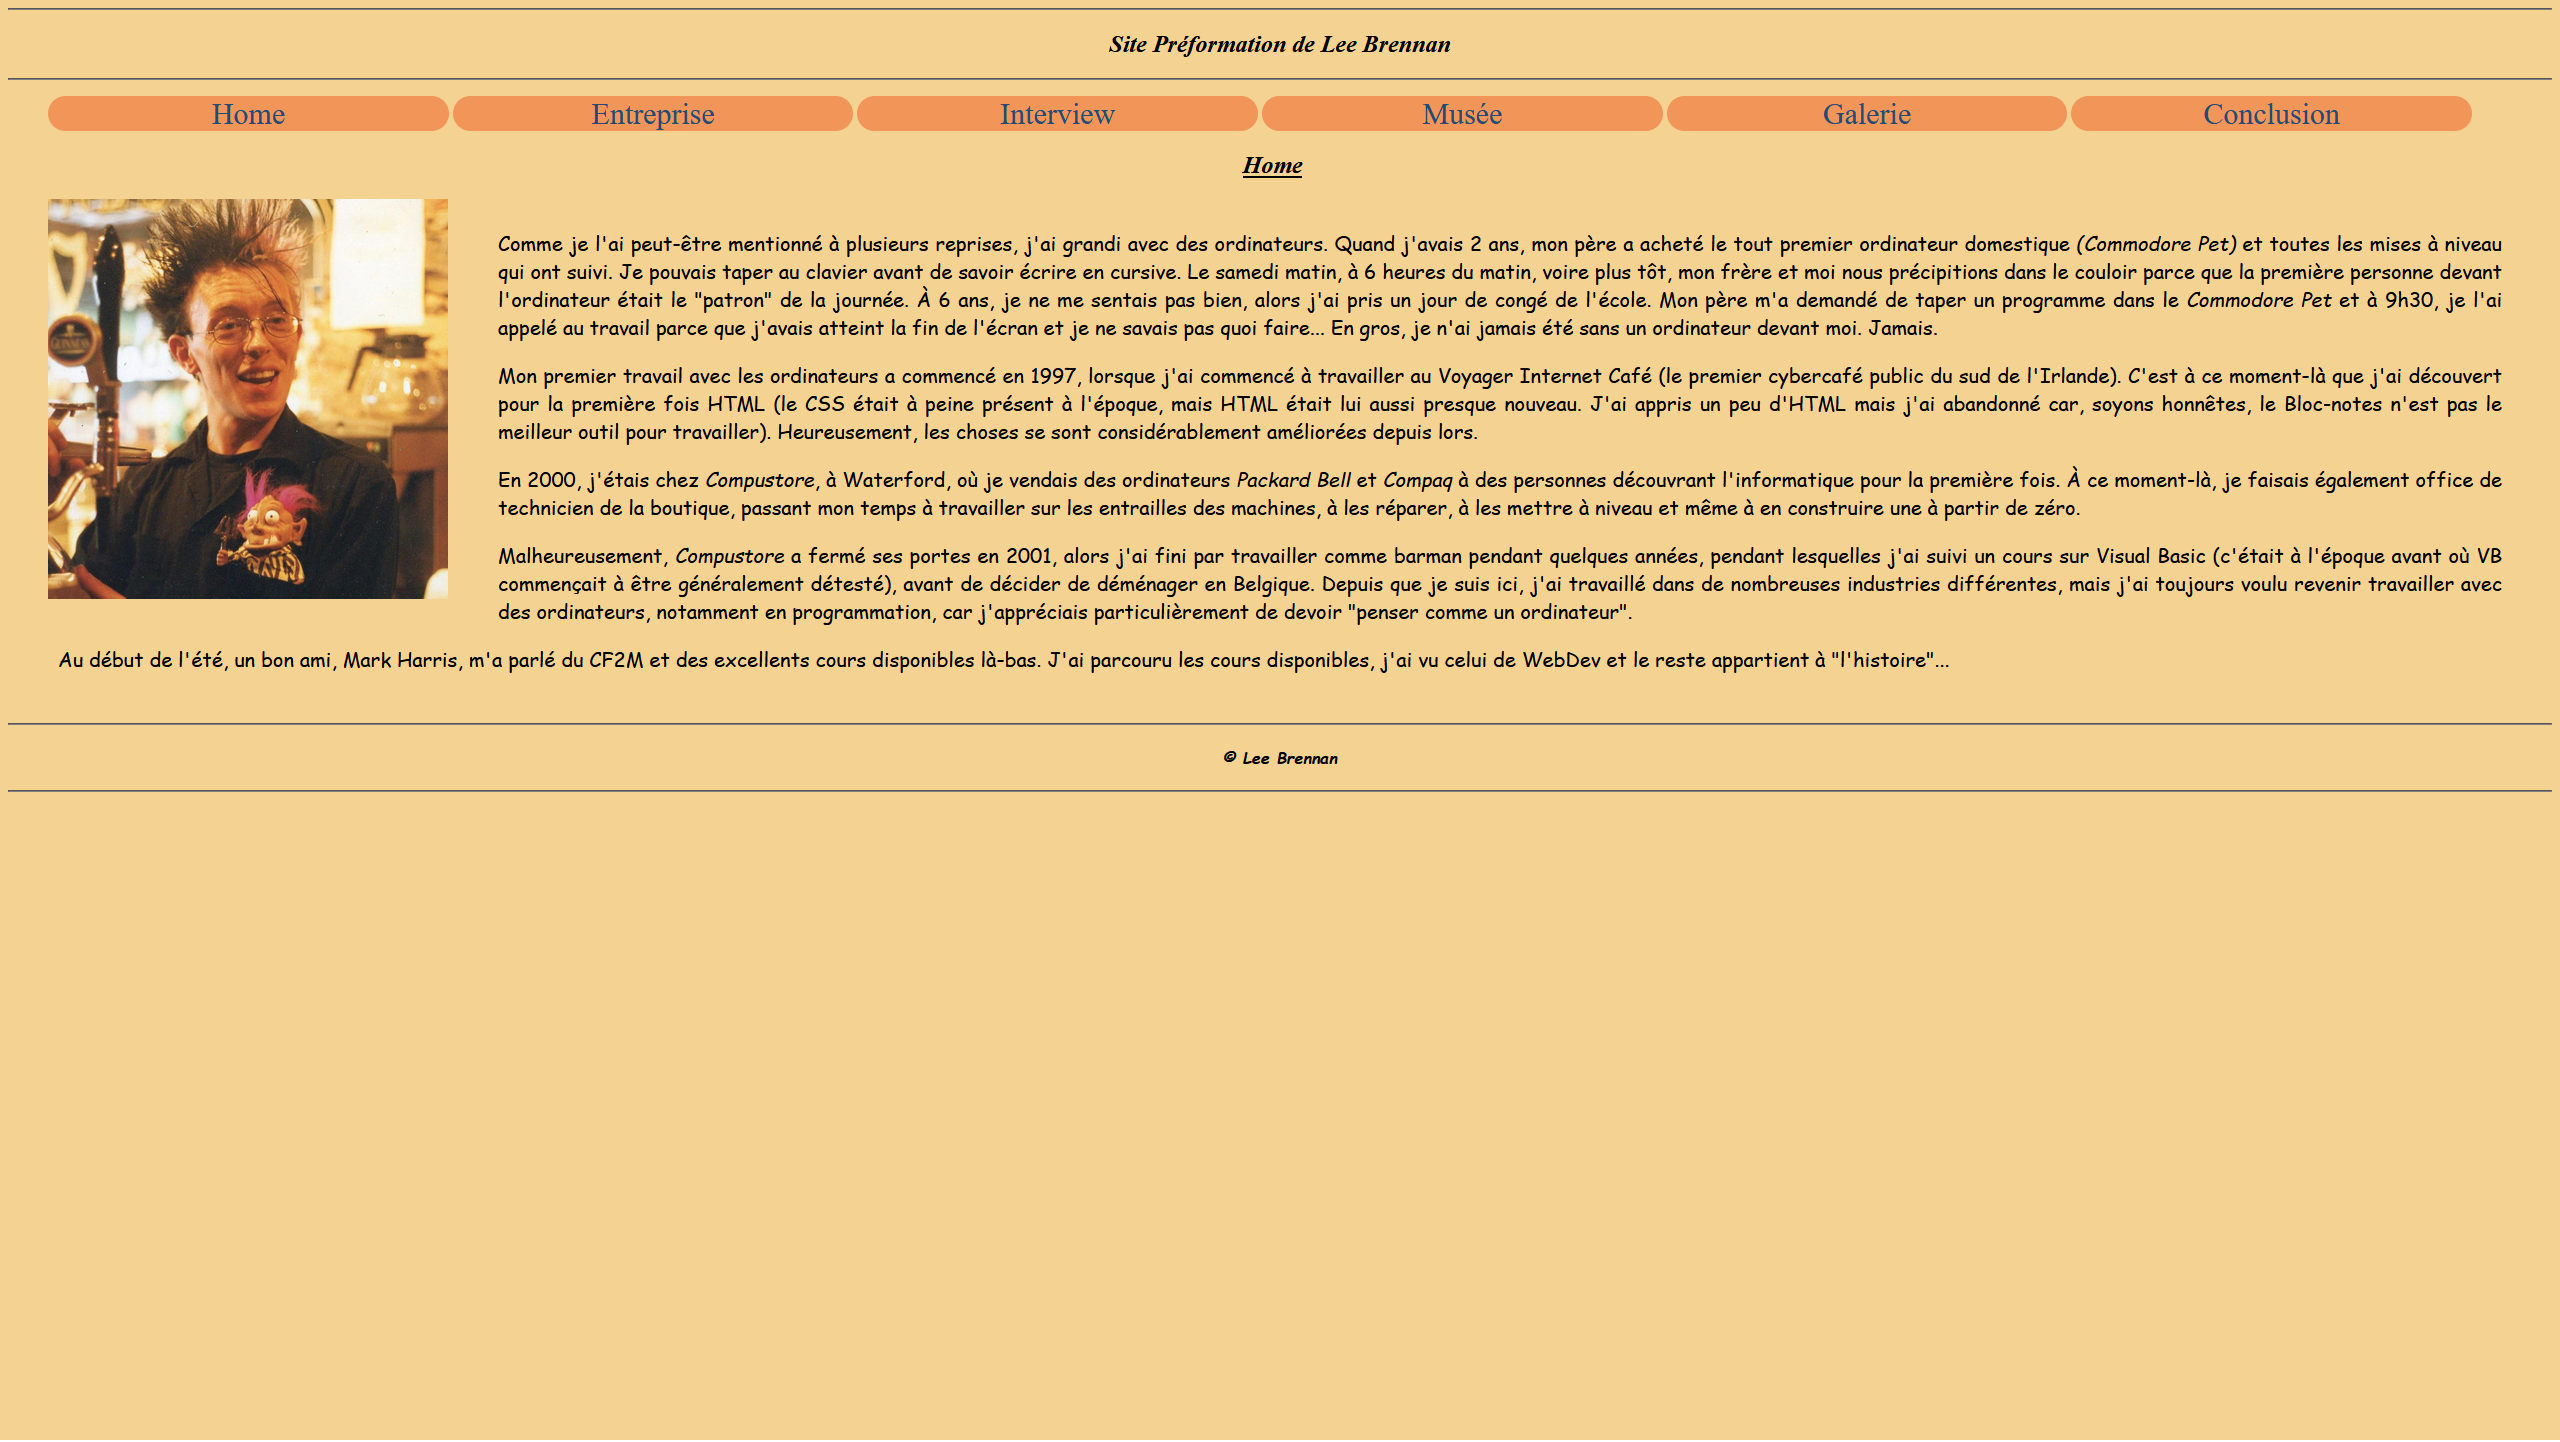 Site Préformation de Lee Brennan
Home Entreprise Interview Musée Galerie Conclusion
Home
GUINNESS
Comme je l'ai peut-être mentionné à plusieurs reprises, j'ai grandi avec des ordinateurs. Quand j'avais 2 ans, mon père a acheté le tout premier ordinateur domestique (Commodore Pet) et toutes les mises à niveau
qui ont suivi. Je pouvais taper au clavier avant de savoir écrire en cursive. Le samedi matin, à 6 heures du matin, voire plus tôt, mon frère et moi nous précipitions dans le couloir parce que la première personne devant
l'ordinateur était le "patron" de la journée. À 6 ans, je ne me sentais pas bien, alors j'ai pris un jour de congé de l'école. Mon père m'a demandé de taper un programme dans le Commodore Pet et à 9h30, je l'ai
appelé au travail parce que j'avais atteint la fin de l'écran et je ne savais pas quoi faire... En gros, je n'ai jamais été sans un ordinateur devant moi. Jamais.
Mon premier travail avec les ordinateurs a commencé en 1997, lorsque j'ai commencé à travailler au Voyager Internet Café (le premier cybercafé public du sud de l'Irlande). C'est à ce moment-là que j'ai découvert
pour la première fois HTML (le CSS était à peine présent à l'époque, mais HTML était lui aussi presque nouveau. J'ai appris un peu d'HTML mais j'ai abandonné car, soyons honnêtes, le Bloc-notes n'est pas le
meilleur outil pour travailler). Heureusement, les choses se sont considérablement améliorées depuis lors.
En 2000, j'étais chez Compustore, à Waterford, où je vendais des ordinateurs Packard Bell et Compaq à des personnes découvrant l'informatique pour la première fois. À ce moment-là, je faisais également office de
technicien de la boutique, passant mon temps à travailler sur les entrailles des machines, à les réparer, à les mettre à niveau et même à en construire une à partir de zéro.
Malheureusement, Compustore a fermé ses portes en 2001, alors j'ai fini par travailler comme barman pendant quelques années, pendant lesquelles j'ai suivi un cours sur Visual Basic (c'était à l'époque avant où VB
commençait à être généralement détesté), avant de décider de déménager en Belgique. Depuis que je suis ici, j'ai travaillé dans de nombreuses industries différentes, mais j'ai toujours voulu revenir travailler avec
des ordinateurs, notamment en programmation, car j'appréciais particulièrement de devoir "penser comme un ordinateur".
Au début de l'été, un bon ami, Mark Harris, m'a parlé du CF2M et des excellents cours disponibles là-bas. J'ai parcouru les cours disponibles, j'ai vu celui de WebDev et le reste appartient à "l'histoire"...
© Lee Brennan